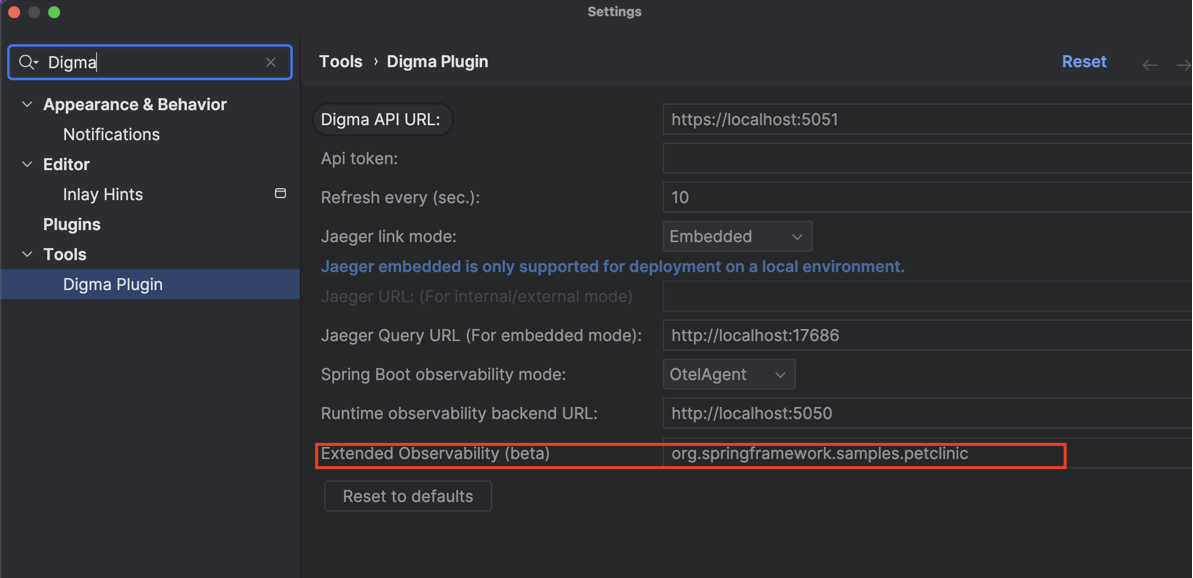 Settings
Digma
Appearance & Behavior
Notifications
Editor
Inlay Hints
Plugins
Tools
Digma Plugin
Tools › Digma Plugin
Reset
Digma API URL:
https://localhost:5051
Api token:
Refresh every (sec.):
10
Jaeger link mode:
Embedded
Jaeger embedded is only supported for deployment on a local environment.
Jaeger URL: (For internal/external mode)
Jaeger Query URL (For embedded mode):
http://localhost:17686
Spring Boot observability mode:
OtelAgent
Runtime observability backend URL:
http://localhost:5050
Extended Observability (beta)
org.springframework.samples.petclinic
Reset to defaults